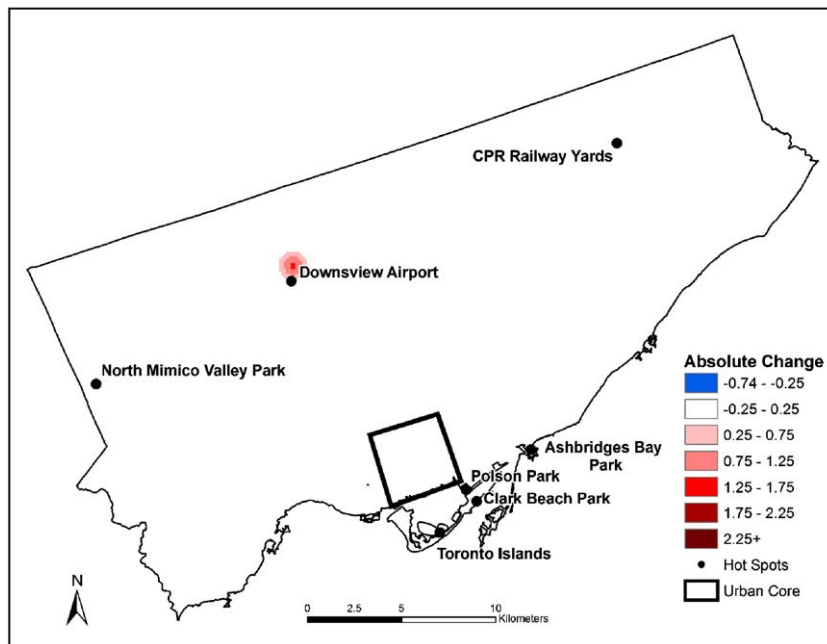 CPR Railway Yards
Downsview Airport
North Mimico Valley Park
Ashbridges Bay
Park
Polson Park
Clark Beach Park
Toronto Islands
N
0 2.5 5 10
Kilometers
Absolute Change
-0.74 - -0.25
-0.25 - 0.25
0.25 - 0.75
0.75 - 1.25
1.25 - 1.75
1.75 - 2.25
2.25+
Hot Spots
Urban Core